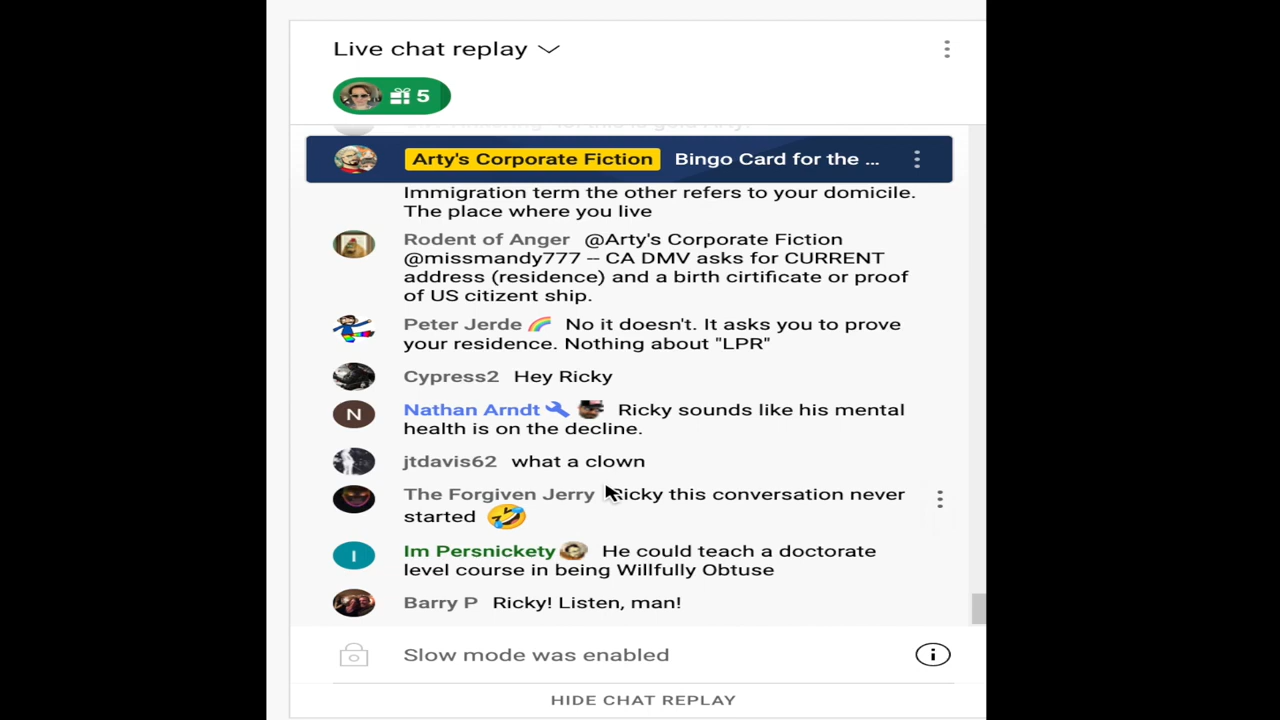 Live chat replay
5
Arty's Corporate Fiction Bingo Card for the ...
Immigration term the other refers to your domicile.
The place where you live
Rodent of Anger @Arty's Corporate Fiction
@missmandy777 -- CA DMV asks for CURRENT
address (residence) and a birth cirtificate or proof
of US citizen ship.
Peter Jerde 🌈 No it doesn't. It asks you to prove
your residence. Nothing about "LPR"
Cypress2 Hey Ricky
N Nathan Arndt Ricky sounds like his mental
health is on the decline.
jtdavis62 what a clown
The Forgiven Jerry Ricky this conversation never
started 🤣
I Im Persnickety He could teach a doctorate
level course in being Willfully Obtuse
Barry P Ricky! Listen, man!
Slow mode was enabled
HIDE CHAT REPLAY